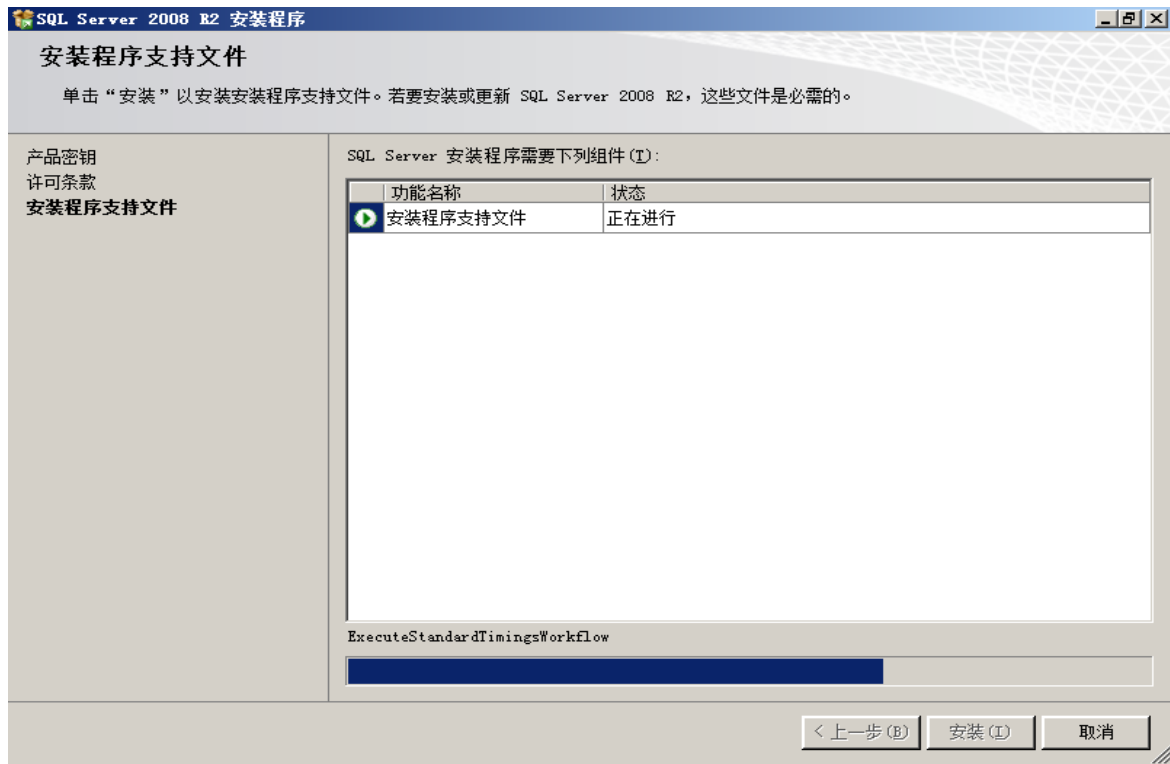 SQL Server 2008 R2 安装程序
安装程序支持文件
单击“安装”以安装安装程序支持文件。若要安装或更新 SQL Server 2008 R2，这些文件是必需的。
产品密钥
许可条款
安装程序支持文件
SQL Server 安装程序需要下列组件(T):
功能名称 状态
安装程序支持文件 正在进行
ExecuteStandardTimingsWorkflow
< 上一步(B) 安装(I) 取消